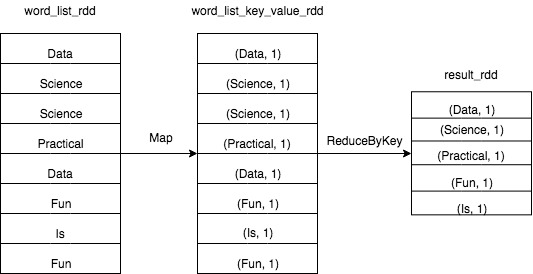 word_list_rdd
Data
Science
Science
Practical
Data
Fun
Is
Fun
Map
word_list_key_value_rdd
(Data, 1)
(Science, 1)
(Science, 1)
(Practical, 1)
(Data, 1)
(Fun, 1)
(Is, 1)
(Fun, 1)
ReduceByKey
result_rdd
(Data, 1)
(Science, 1)
(Practical, 1)
(Fun, 1)
(Is, 1)